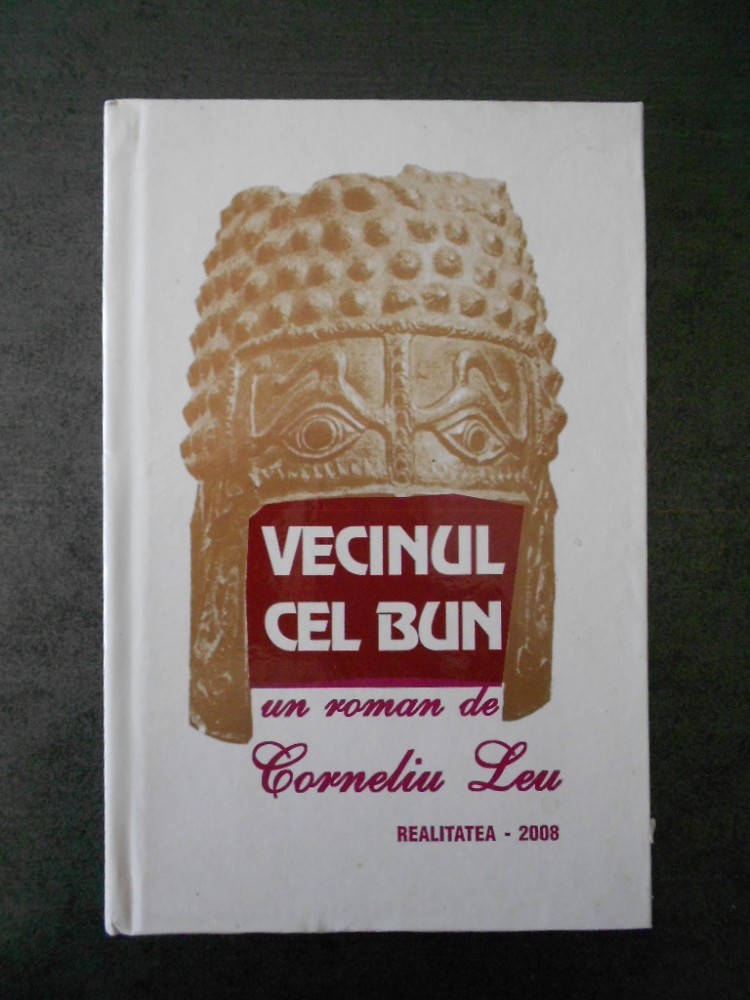 VECINUL
CEL BUN
un roman de
Corneliu Leu
REALITATEA - 2008